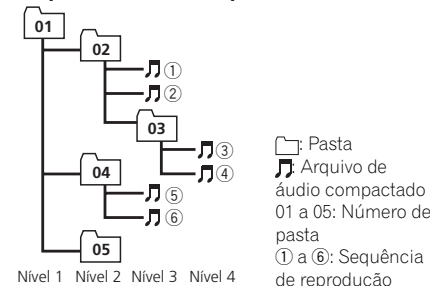 01
02
①
②
03
③
④
04
⑤
⑥
05
Nível 1 Nível 2 Nível 3 Nível 4
: Pasta
: Arquivo de
áudio compactado
01 a 05: Número de
pasta
① a ⑥: Sequência
de reprodução